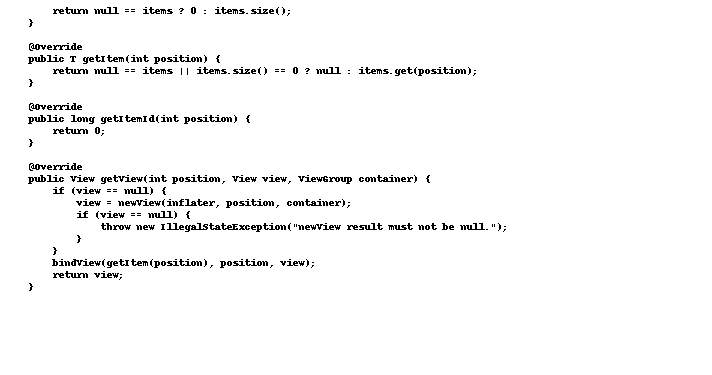 return null == items ? 0 : items.size();
}
@Override
public T getItem(int position) {
return null == items || items.size() == 0 ? null : items.get(position);
}
@Override
public long getItemId(int position) {
return 0;
}
@Override
public View getView(int position, View view, ViewGroup container) {
if (view == null) {
view = newView(inflater, position, container);
if (view == null) {
throw new IllegalStateException("newView result must not be null.");
}
}
bindView(getItem(position), position, view);
return view;
}